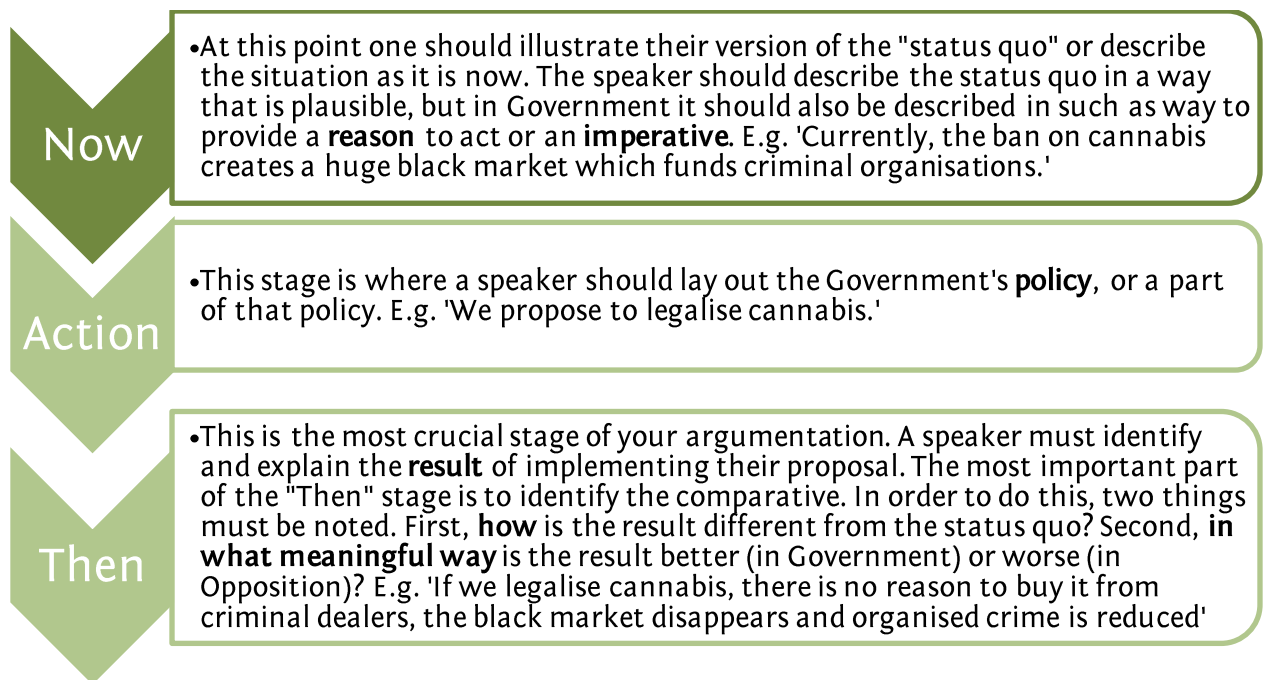 Now
•At this point one should illustrate their version of the "status quo" or describe
the situation as it is now. The speaker should describe the status quo in a way
that is plausible, but in Government it should also be described in such as way to
provide a reason to act or an imperative. E.g. 'Currently, the ban on cannabis
creates a huge black market which funds criminal organisations.'
Action
•This stage is where a speaker should lay out the Government's policy, or a part
of that policy. E.g. 'We propose to legalise cannabis.'
Then
•This is the most crucial stage of your argumentation. A speaker must identify
and explain the result of implementing their proposal. The most important part
of the "Then" stage is to identify the comparative. In order to do this, two things
must be noted. First, how is the result different from the status quo? Second, in
what meaningful way is the result better (in Government) or worse (in
Opposition)? E.g. 'If we legalise cannabis, there is no reason to buy it from
criminal dealers, the black market disappears and organised crime is reduced'